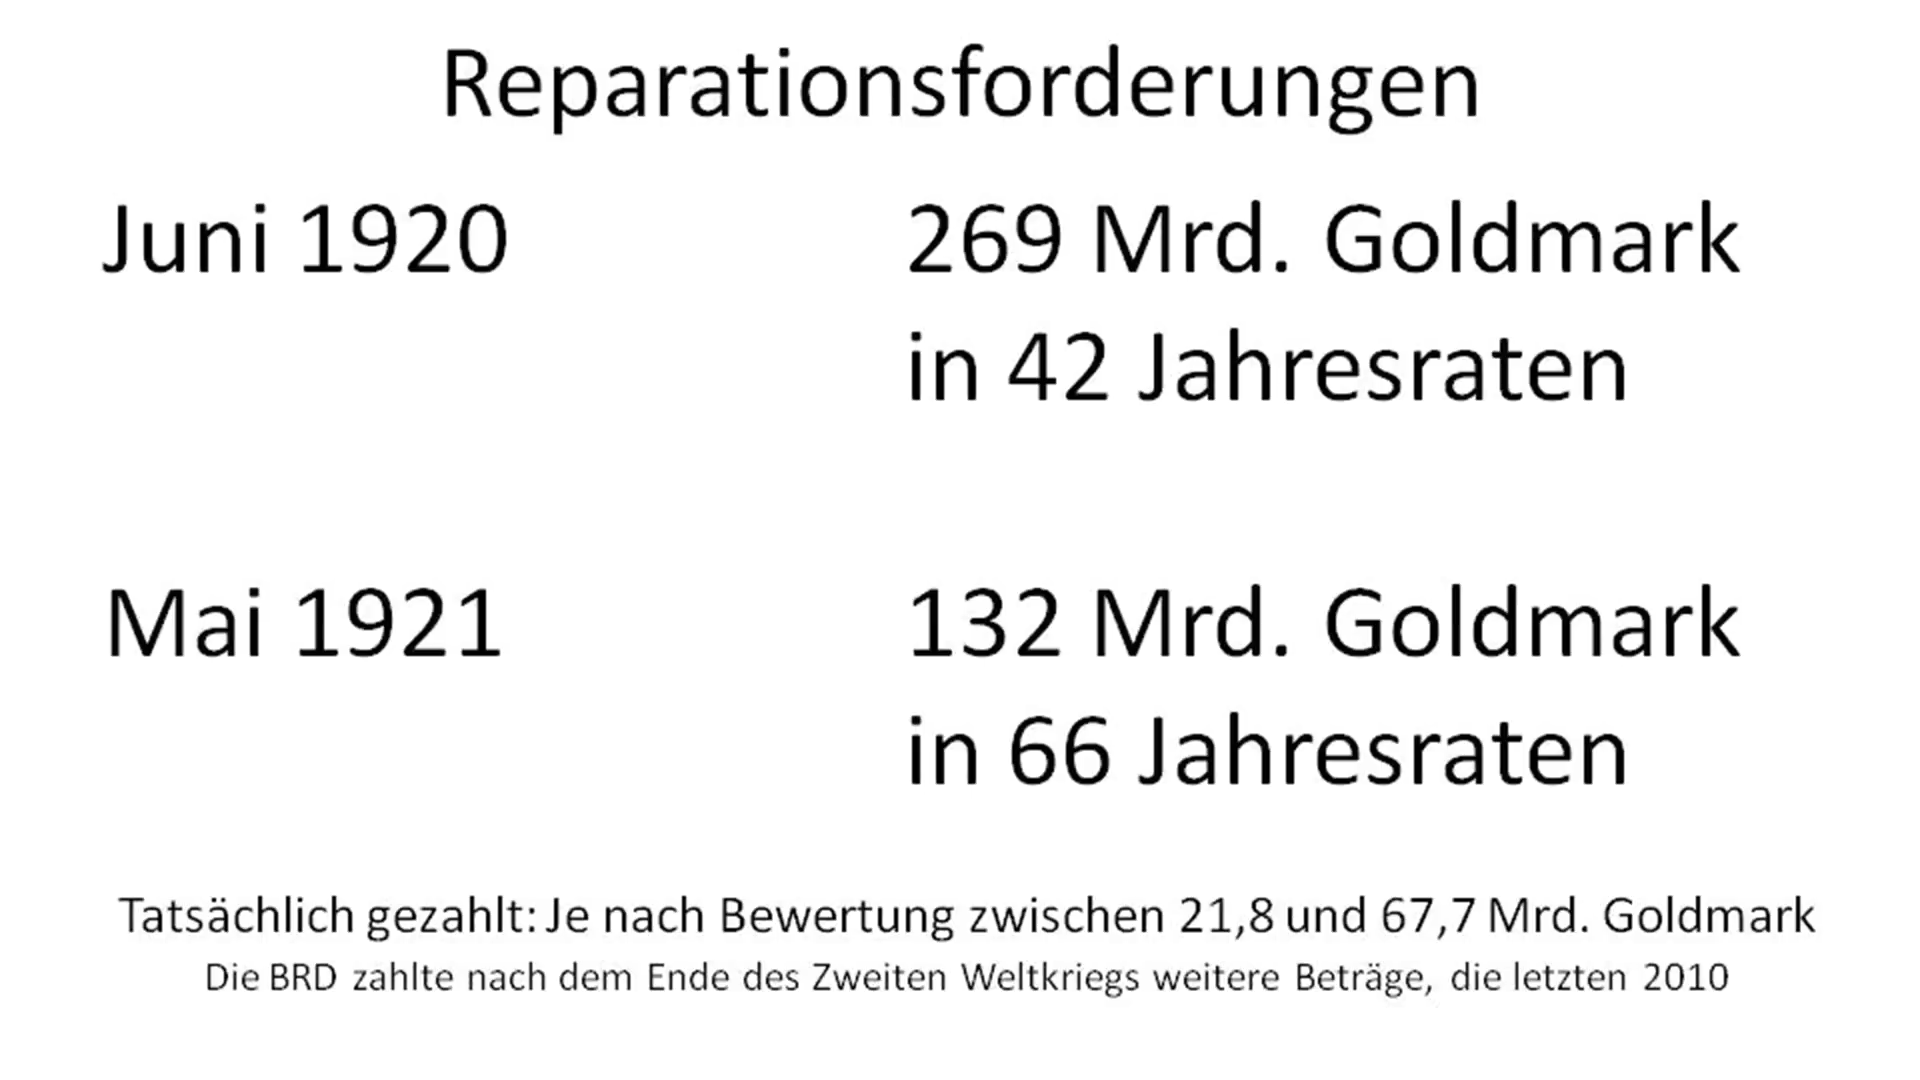 Reparationsforderungen
Juni 1920 269 Mrd. Goldmark
in 42 Jahresraten
Mai 1921 132 Mrd. Goldmark
in 66 Jahresraten
Tatsächlich gezahlt: Je nach Bewertung zwischen 21,8 und 67,7 Mrd. Goldmark
Die BRD zahlte nach dem Ende des Zweiten Weltkriegs weitere Beträge, die letzten 2010